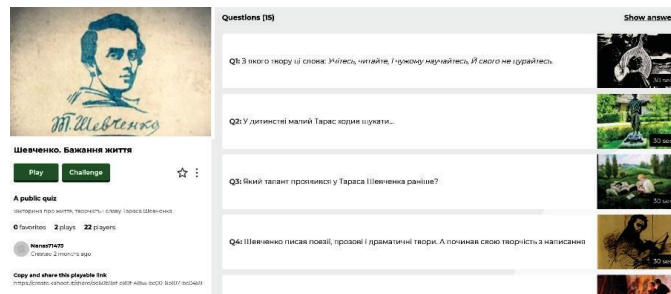 Т.Шевченко
Шевченко. Бажання життя
Play
Challenge
A public quiz
вікторина про життя, творчість і славу Тараса Шевченка
0 favorites 2 plays 22 players
Nanas71473
Created 2 months ago
Copy and share this playable link
Questions (15)
Show answe
Q1: З якого твору ці слова: Учітесь, читайте, І чужому научайтесь, Й свого не цурайтесь.
30 sec
Q2: У дитинстві малий Тарас ходив шукати...
30 sec
Q3: Який талант проявився у Тараса Шевченка раніше?
30 sec
Q4: Шевченко писав поезії, прозові і драматичні твори. А починав свою творчість з написання
30 sec